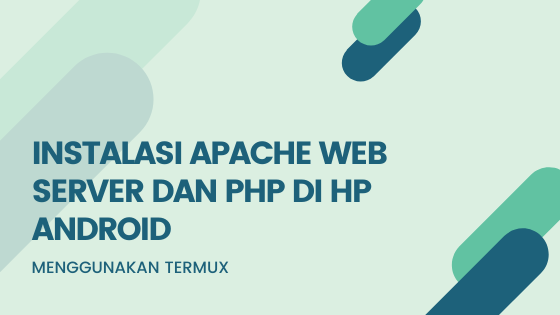 INSTALASI APACHE WEB
SERVER DAN PHP DI HP
ANDROID
MENGGUNAKAN TERMUX